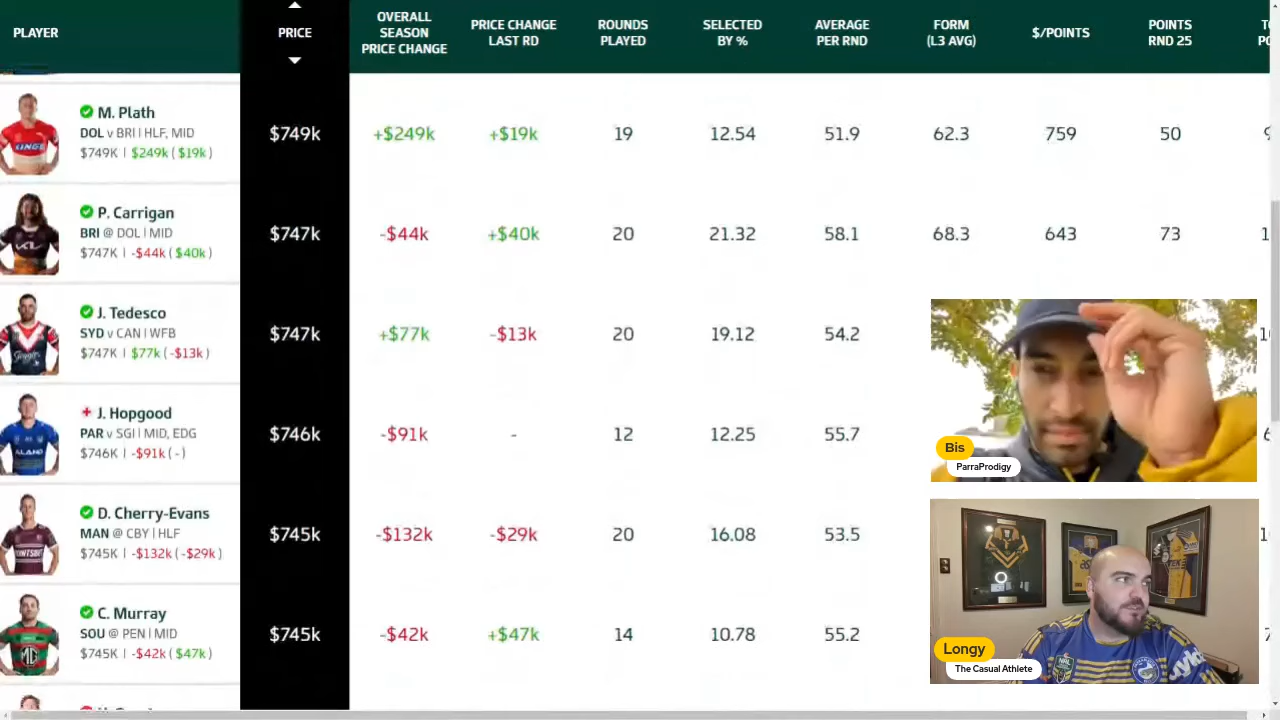 PLAYER
PRICE
OVERALL SEASON PRICE CHANGE
PRICE CHANGE LAST RD
ROUNDS PLAYED
SELECTED BY %
AVERAGE PER RND
FORM (L3 AVG)
$/POINTS
POINTS RND 25
M. Plath
DOL v BRI | HLF, MID
$749K | $249k ( $19k )
$749k +$249k +$19k 19 12.54 51.9 62.3 759 50
P. Carrigan
BRI @ DOL | MID
$747K | -$44k ( $40k )
$747k -$44k +$40k 20 21.32 58.1 68.3 643 73
J. Tedesco
SYD v CAN | WFB
$747K | $77k ( -$13k )
$747k +$77k -$13k 20 19.12 54.2
J. Hopgood
PAR v SGI | MID, EDG
$746K | -$91k ( - )
$746k -$91k - 12 12.25 55.7
D. Cherry-Evans
MAN @ CBY | HLF
$745K | -$132k ( -$29k )
$745k -$132k -$29k 20 16.08 53.5
C. Murray
SOU @ PEN | MID
$745K | -$42k ( $47k )
$745k -$42k +$47k 14 10.78 55.2
Bis
ParraProdigy
Longy
The Casual Athlete